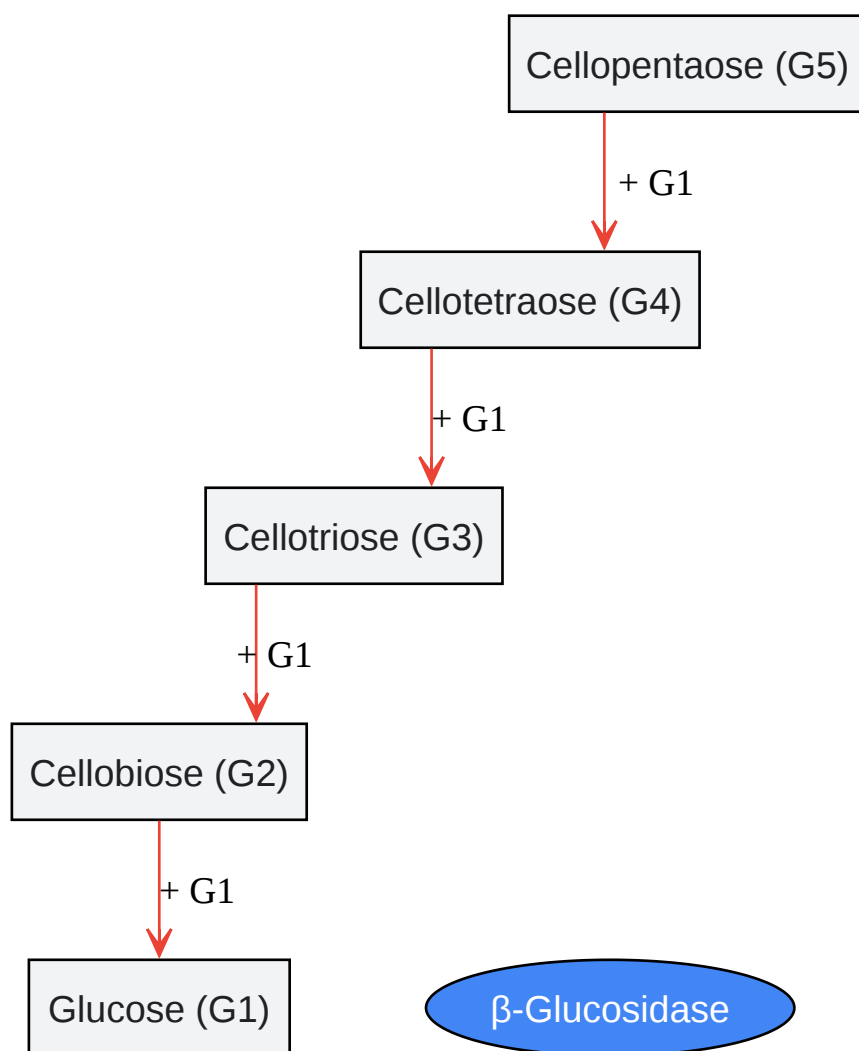 Cellopentaose (G5)
+ G1
Cellotetraose (G4)
+ G1
Cellotriose (G3)
+ G1
Cellobiose (G2)
+ G1
Glucose (G1)
β-Glucosidase